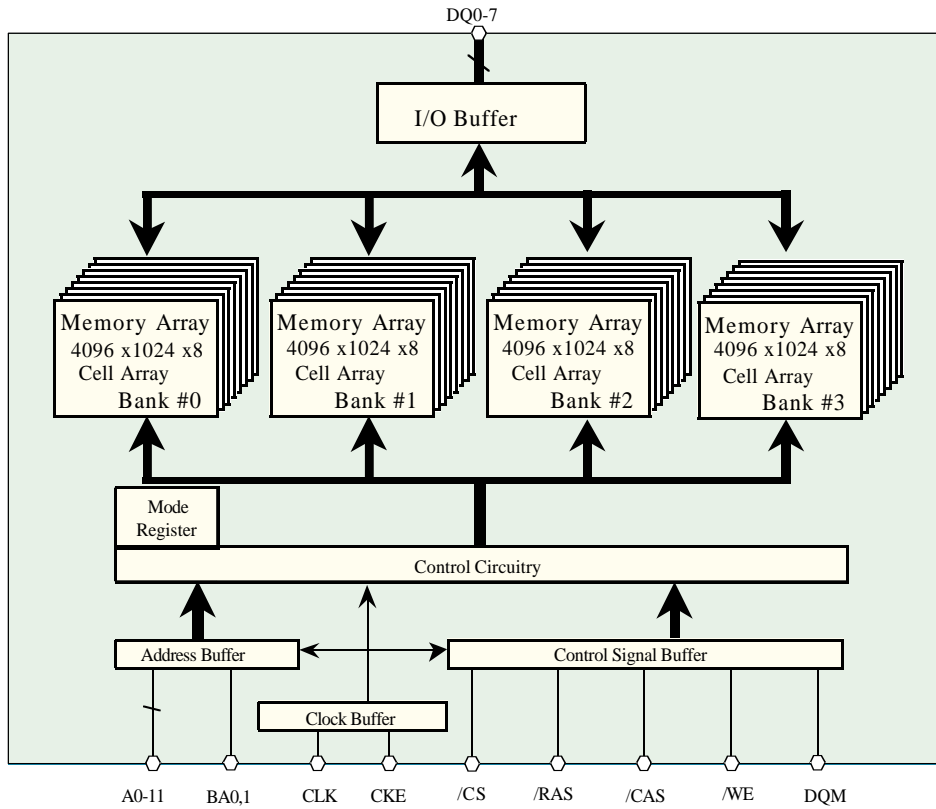 DQ0-7
I/O Buffer
Memory Array
4096 x1024 x8
Cell Array
Bank #0
Memory Array
4096 x1024 x8
Cell Array
Bank #1
Memory Array
4096 x1024 x8
Cell Array
Bank #2
Memory Array
4096 x1024 x8
Cell Array
Bank #3
Mode
Register
Control Circuitry
Address Buffer
Control Signal Buffer
Clock Buffer
A0-11
BA0,1
CLK
CKE
/CS
/RAS
/CAS
/WE
DQM